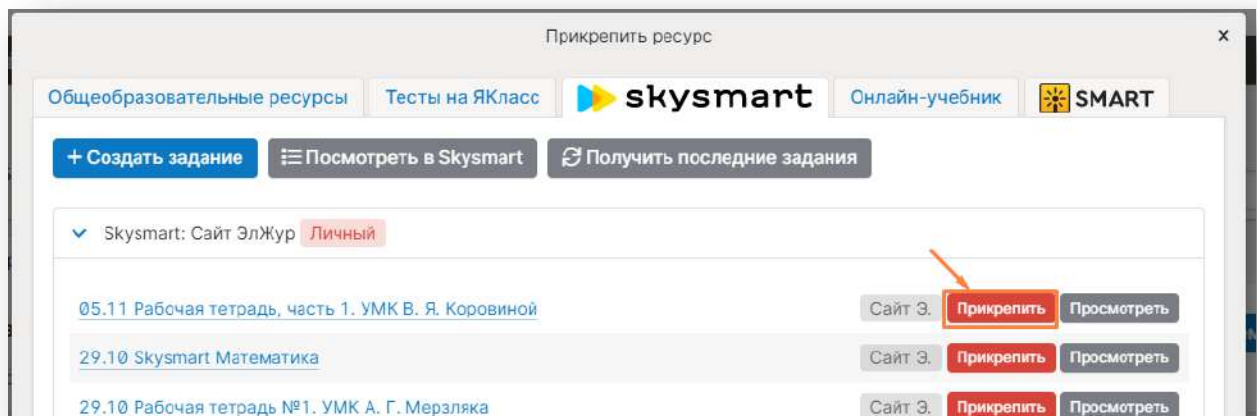 Прикрепить ресурс x
Общеобразовательные ресурсы Тесты на ЯКласс skysmart Онлайн-учебник SMART
+ Создать задание Посмотреть в Skysmart Получить последние задания
Skysmart: Сайт ЭлЖур Личный
05.11 Рабочая тетрадь, часть 1. УМК В. Я. Коровиной Сайт Э. Прикрепить Просмотреть
29.10 Skysmart Математика Сайт Э. Прикрепить Просмотреть
29.10 Рабочая тетрадь №1. УМК А. Г. Мерзляка Сайт Э. Прикрепить Просмотреть